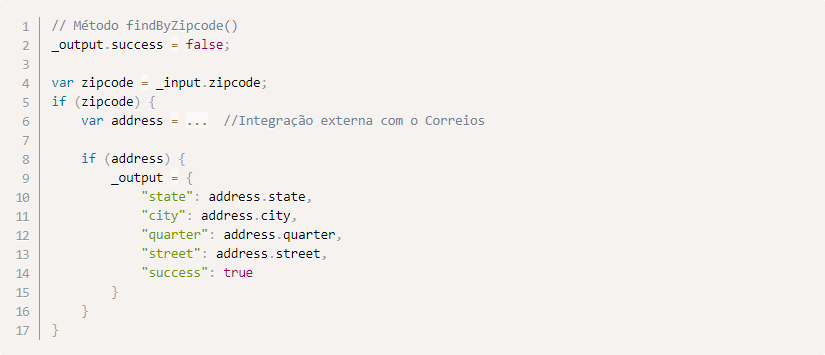 1 // Método findByZipcode()
2 _output.success = false;
3
4 var zipcode = _input.zipcode;
5 if (zipcode) {
6     var address = ...  //Integração externa com o Correios
7
8     if (address) {
9         _output = {
10             "state": address.state,
11             "city": address.city,
12             "quarter": address.quarter,
13             "street": address.street,
14             "success": true
15         }
16     }
17 }